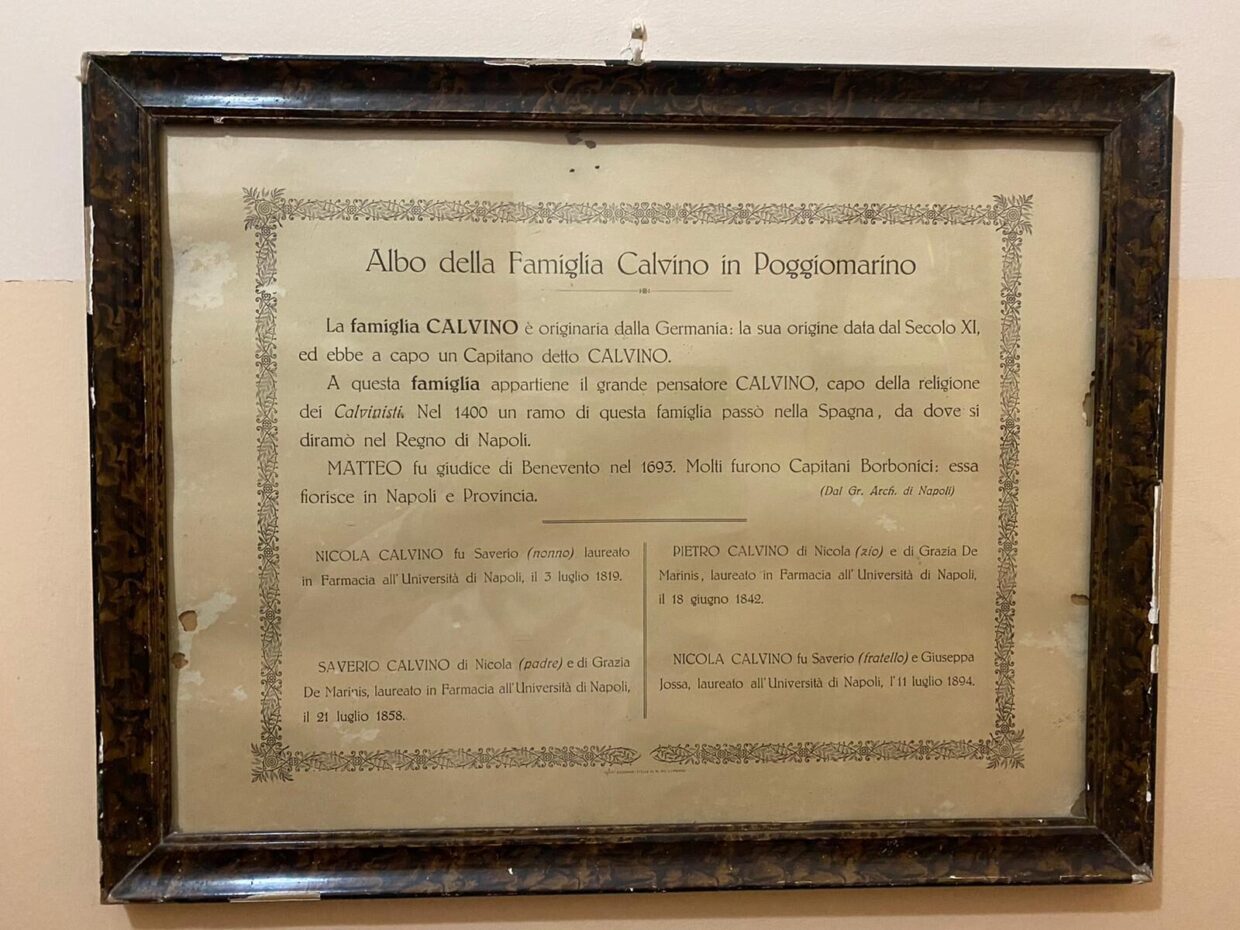 Albo della Famiglia Calvino in Poggiomarino
La famiglia CALVINO è originaria dalla Germania: la sua origine data dal Secolo XI,
ed ebbe a capo un Capitano detto CALVINO.
A questa famiglia appartiene il grande pensatore CALVINO, capo della religione
dei Calvinisti. Nel 1400 un ramo di questa famiglia passò nella Spagna, da dove si
diramò nel Regno di Napoli.
MATTEO fu giudice di Benevento nel 1693. Molti furono Capitani Borbonici: essa
fiorisce in Napoli e Provincia.
(Dal Gr. Arch. di Napoli)
NICOLA CALVINO fu Saverio (nonno) laureato
in Farmacia all'Università di Napoli, il 3 luglio 1819.
SAVERIO CALVINO di Nicola (padre) e di Grazia
De Marinis, laureato in Farmacia all'Università di Napoli,
il 21 luglio 1858.
PIETRO CALVINO di Nicola (zio) e di Grazia De
Marinis, laureato in Farmacia all'Università di Napoli,
il 18 giugno 1842.
NICOLA CALVINO fu Saverio (fratello) e Giuseppa
Jossa, laureato all'Università di Napoli, l'11 luglio 1894.